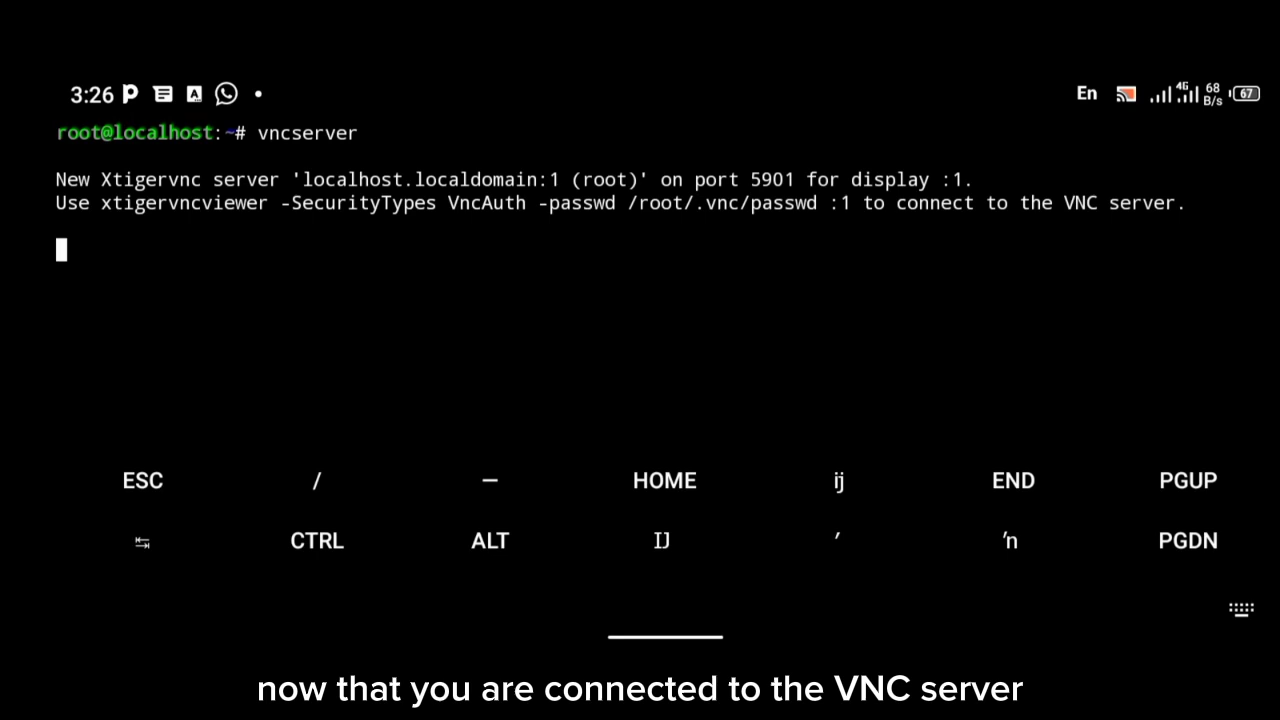 3:26
En 4G 68 B/s 67
root@localhost:~# vncserver
New Xtigervnc server 'localhost.localdomain:1 (root)' on port 5901 for display :1.
Use xtigervncviewer -SecurityTypes VncAuth -passwd /root/.vnc/passwd :1 to connect to the VNC server.
ESC / — HOME ĳ END PGUP
↹ CTRL ALT Ĳ ʼ ŉ PGDN
now that you are connected to the VNC server